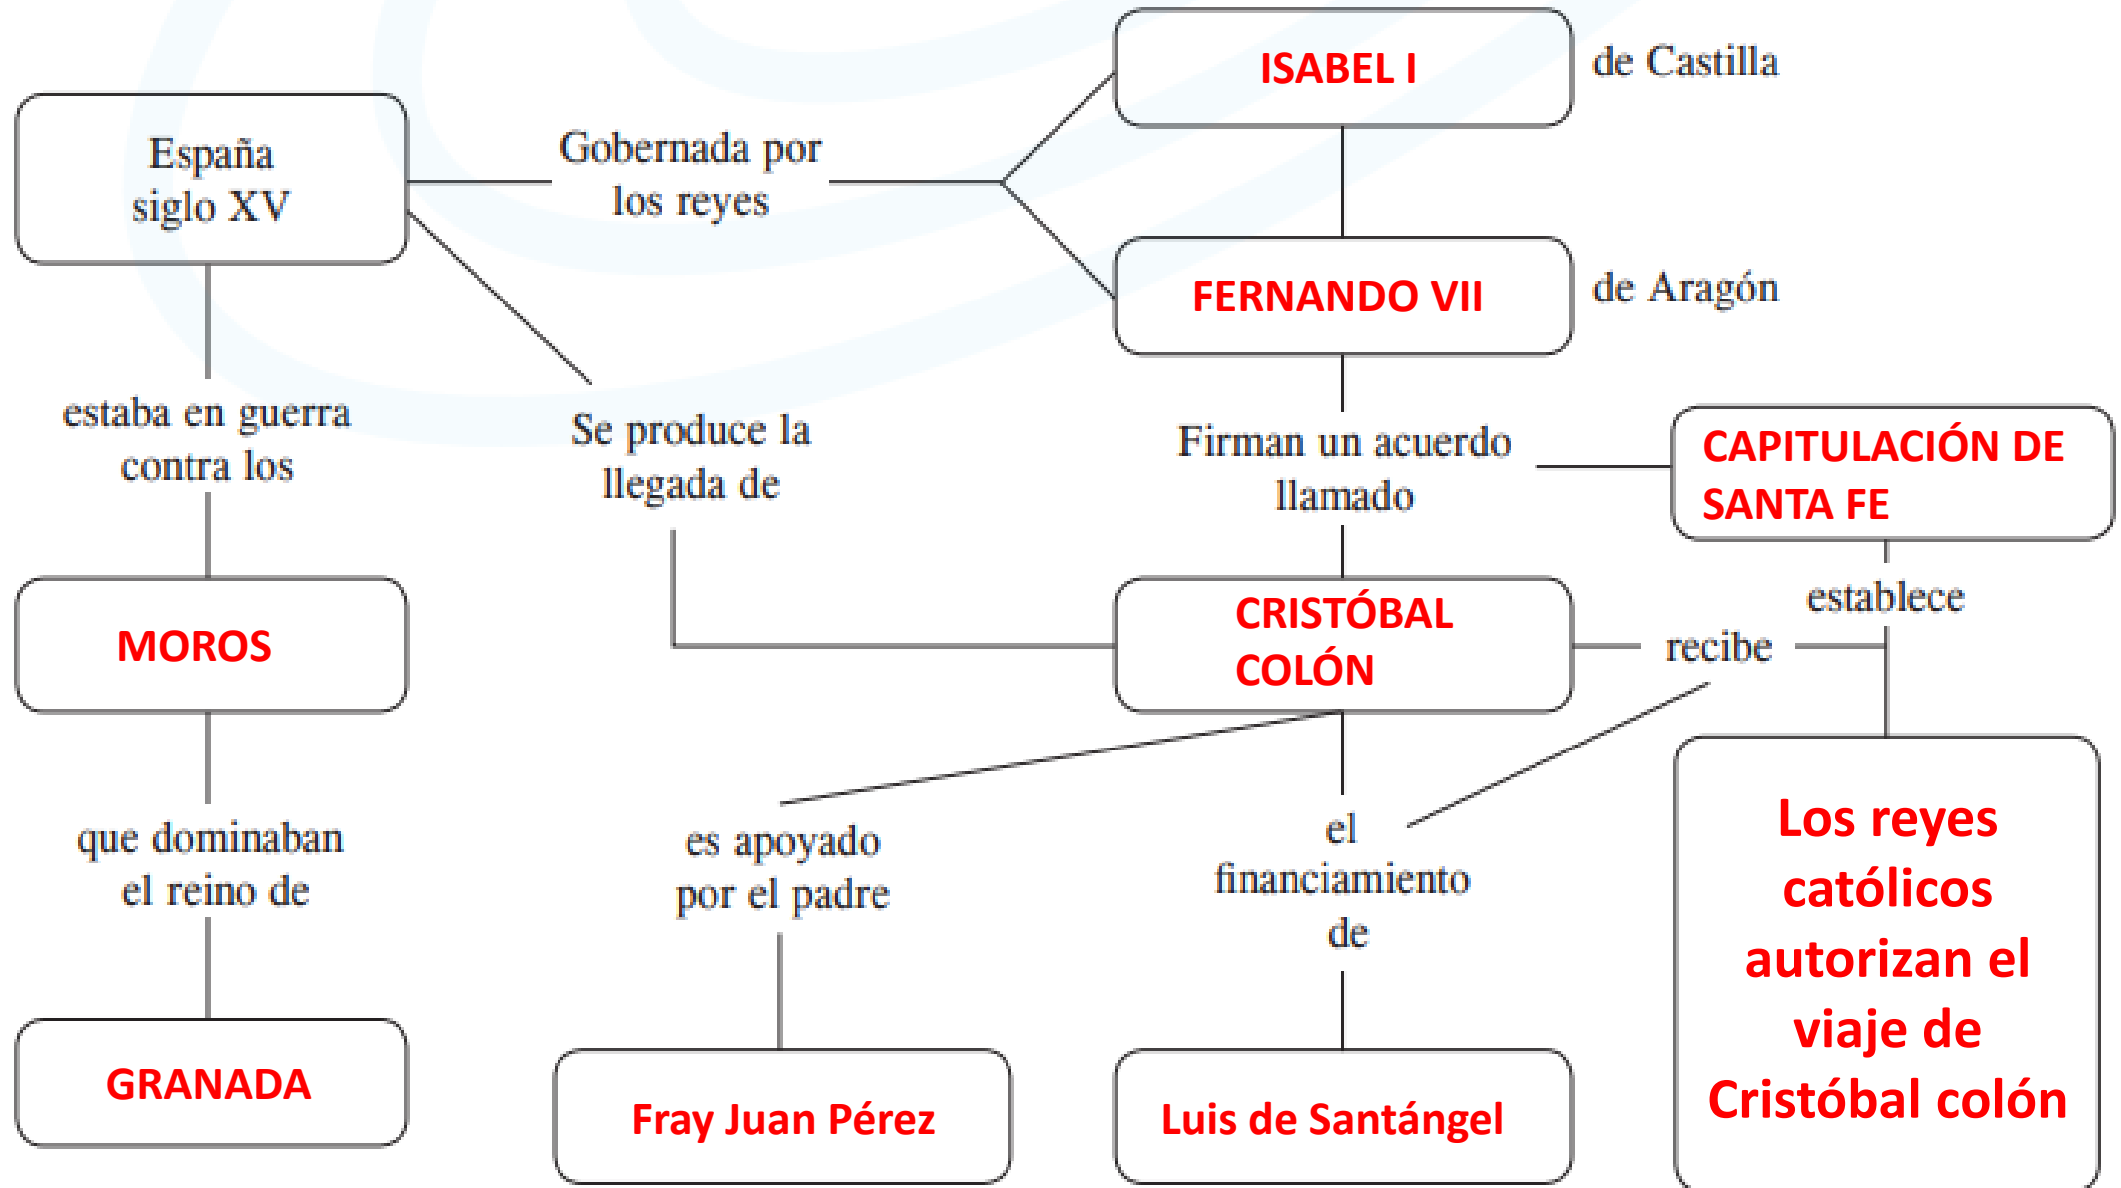 España
siglo XV
Gobernada por
los reyes
ISABEL I
de Castilla
FERNANDO VII
de Aragón
estaba en guerra
contra los
Se produce la
llegada de
Firman un acuerdo
llamado
CAPITULACIÓN DE
SANTA FE
establece
MOROS
CRISTÓBAL
COLÓN
recibe
que dominaban
el reino de
es apoyado
por el padre
el
financiamiento
de
Los reyes
católicos
autorizan el
viaje de
Cristóbal colón
GRANADA
Fray Juan Pérez
Luis de Santángel